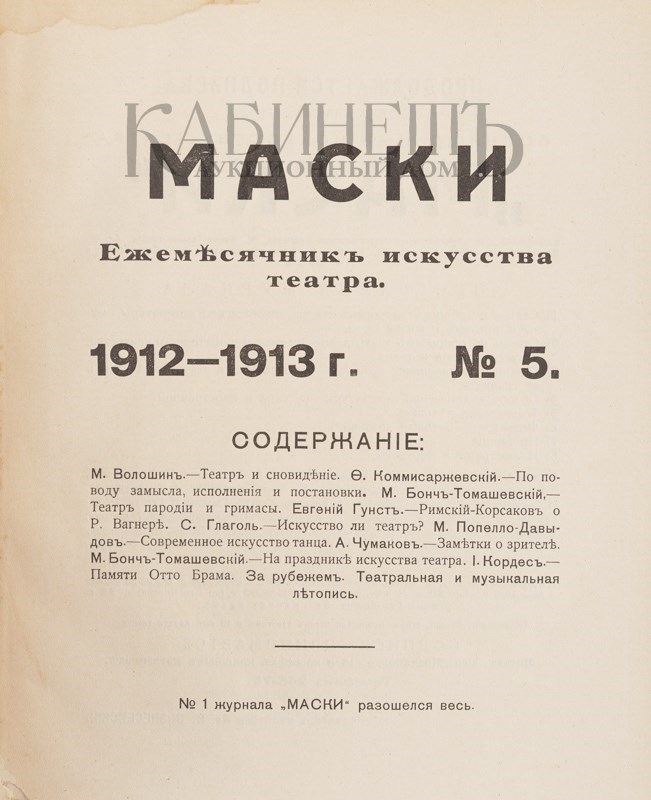 КАБИНЕТЪ
АУКЦИОННЫЙ ДОМ
МАСКИ
Ежемѣсячникъ искусства
театра.
1912—1913 г. № 5.
СОДЕРЖАНІЕ:
М. Волошинъ.—Театръ и сновидѣніе. Ѳ. Коммисаржевскій.—По по-
воду замысла, исполненія и постановки. М. Бончъ-Томашевскій,—
Театръ пародіи и гримасы. Евгеній Гунстъ.—Римскій-Корсаковъ о
Р. Вагнерѣ. С. Глаголь.—Искусство ли театръ? М. Попелло-Давы-
довъ.—Современное искусство танца. А. Чумаковъ.—Замѣтки о зрителѣ.
М. Бончъ-Томашевскій.—На праздникѣ искусства театра. І. Кордесъ.—
Памяти Отто Брама. За рубежемъ. Театральная и музыкальная
лѣтопись.
№ 1 журнала „МАСКИ“ разошелся весь.